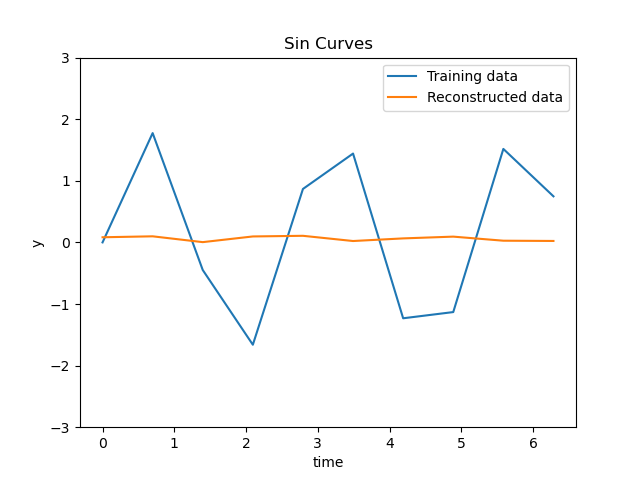 Sin Curves
Training data
Reconstructed data
3
2
1
0
−1
−2
−3
y
0 1 2 3 4 5 6
time